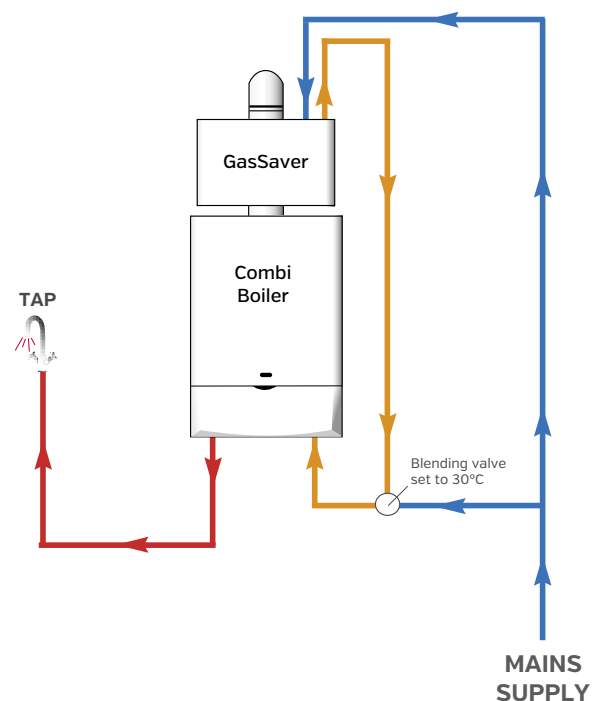 GasSaver
Combi
Boiler
TAP
Blending valve
set to 30°C
MAINS
SUPPLY